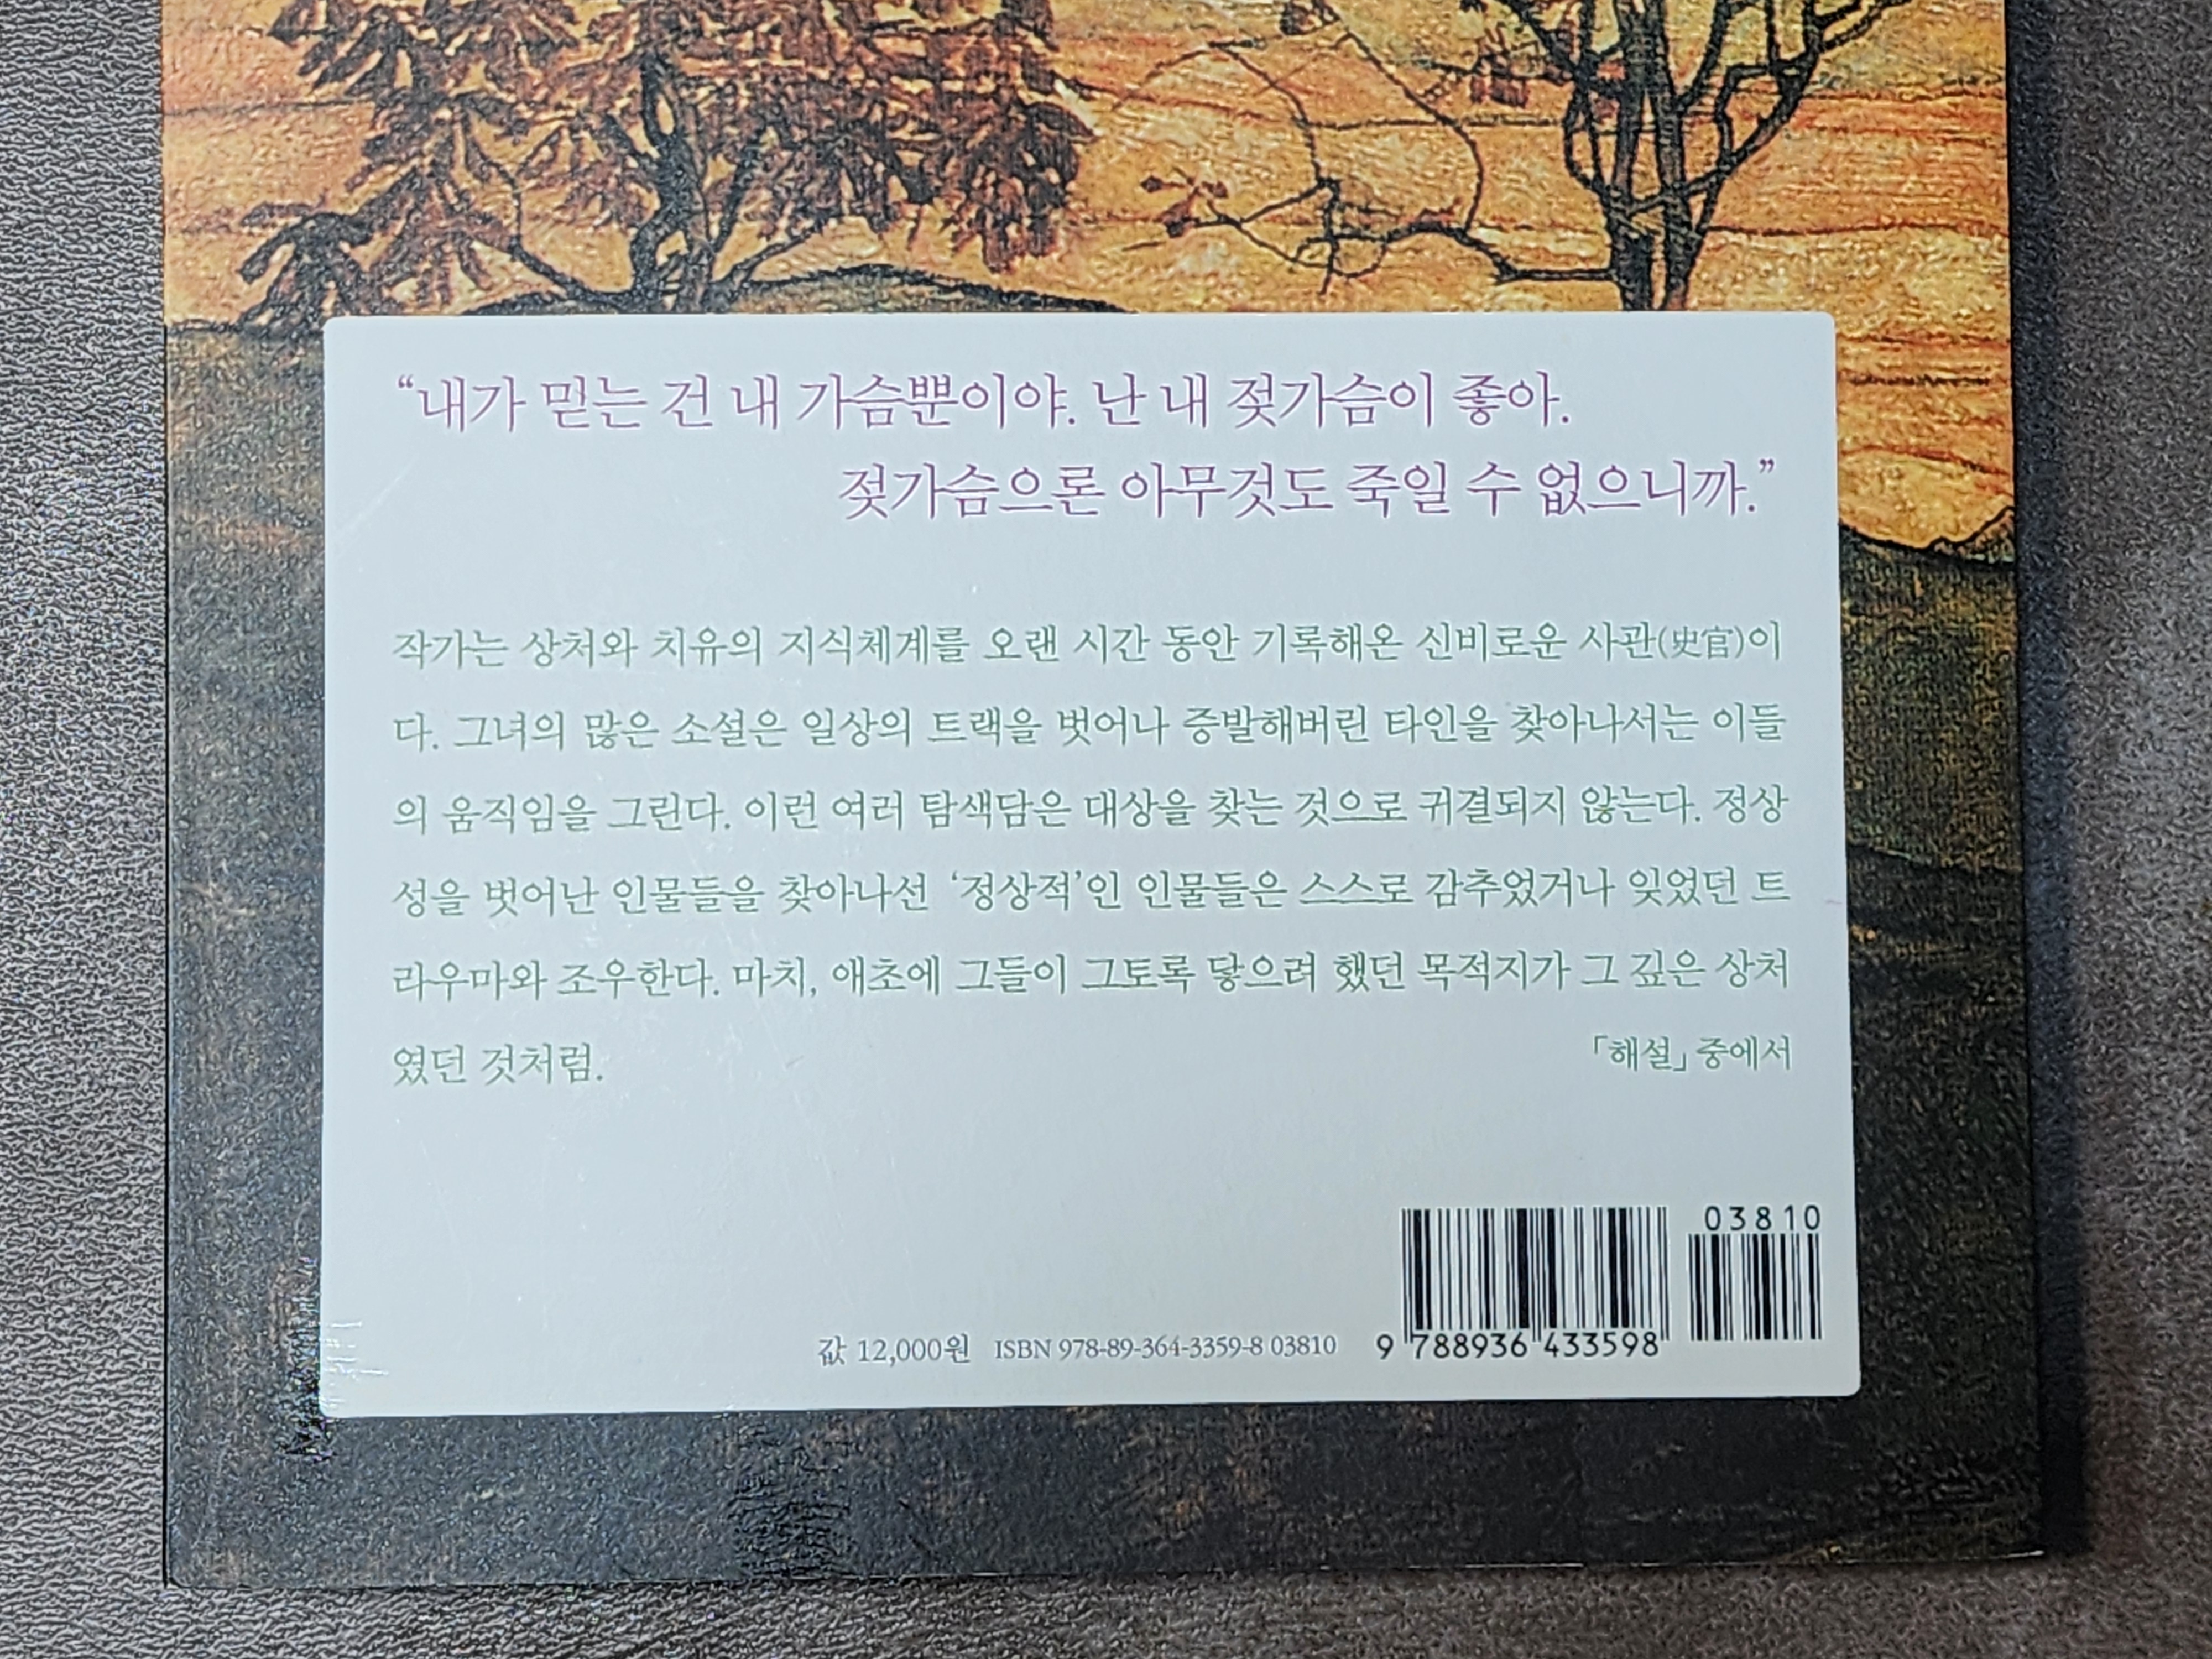 “내가 믿는 건 내 가슴뿐이야. 난 내 젖가슴이 좋아.
젖가슴으론 아무것도 죽일 수 없으니까.”
작가는 상처와 치유의 지식체계를 오랜 시간 동안 기록해온 신비로운 사관(史官)이
다. 그녀의 많은 소설은 일상의 트랙을 벗어나 증발해버린 타인을 찾아나서는 이들
의 움직임을 그린다. 이런 여러 탐색담은 대상을 찾는 것으로 귀결되지 않는다. 정상
성을 벗어난 인물들을 찾아나선 ‘정상적’인 인물들은 스스로 감추었거나 잊었던 트
라우마와 조우한다. 마치, 애초에 그들이 그토록 닿으려 했던 목적지가 그 깊은 상처
였던 것처럼.
「해설」 중에서
03810
값 12,000원 ISBN 978-89-364-3359-8 03810
9 788936 433598